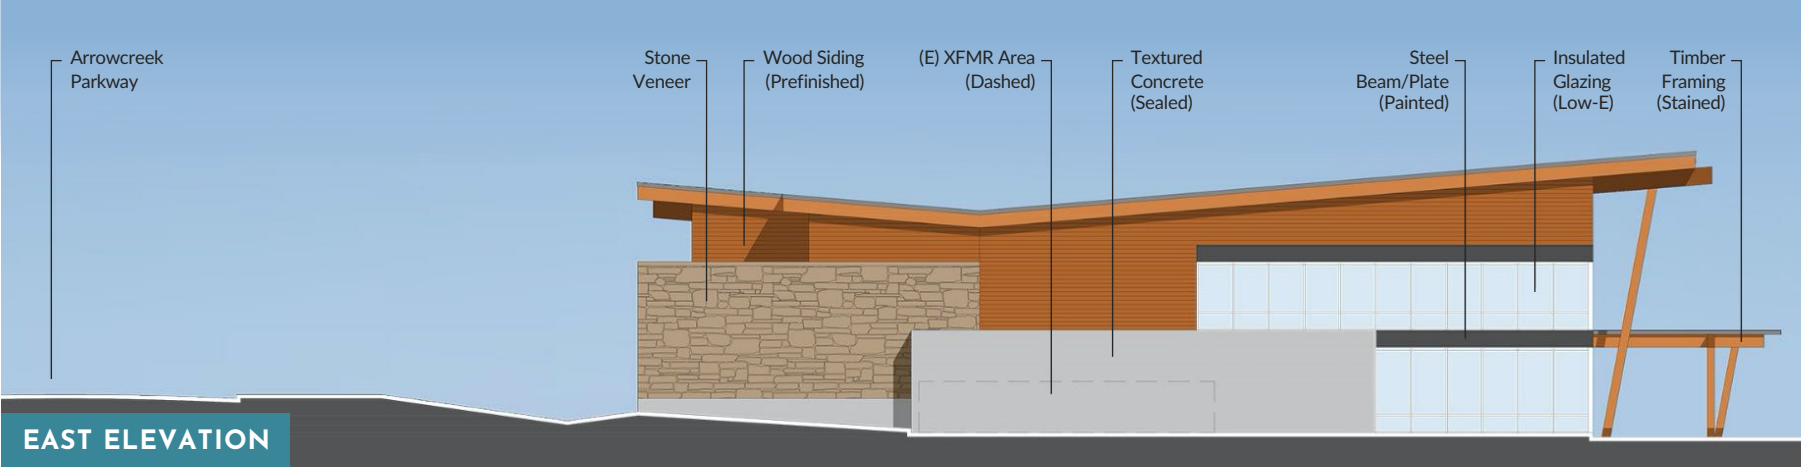 Arrowcreek
Parkway
Stone
Veneer
Wood Siding
(Prefinished)
(E) XFMR Area
(Dashed)
Textured
Concrete
(Sealed)
Steel
Beam/Plate
(Painted)
Insulated
Glazing
(Low-E)
Timber
Framing
(Stained)
EAST ELEVATION